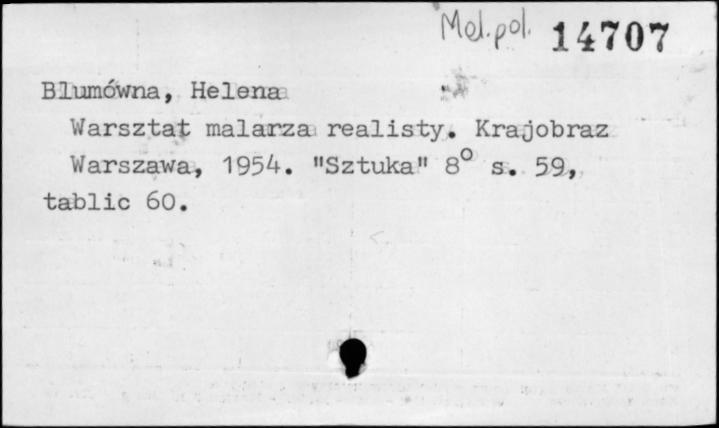 Mal. pol. 14707
Blumówna, Helena
Warsztat malarza realisty. Krajobraz
Warszawa, 1954. "Sztuka" 8° s. 59,
tablic 60.